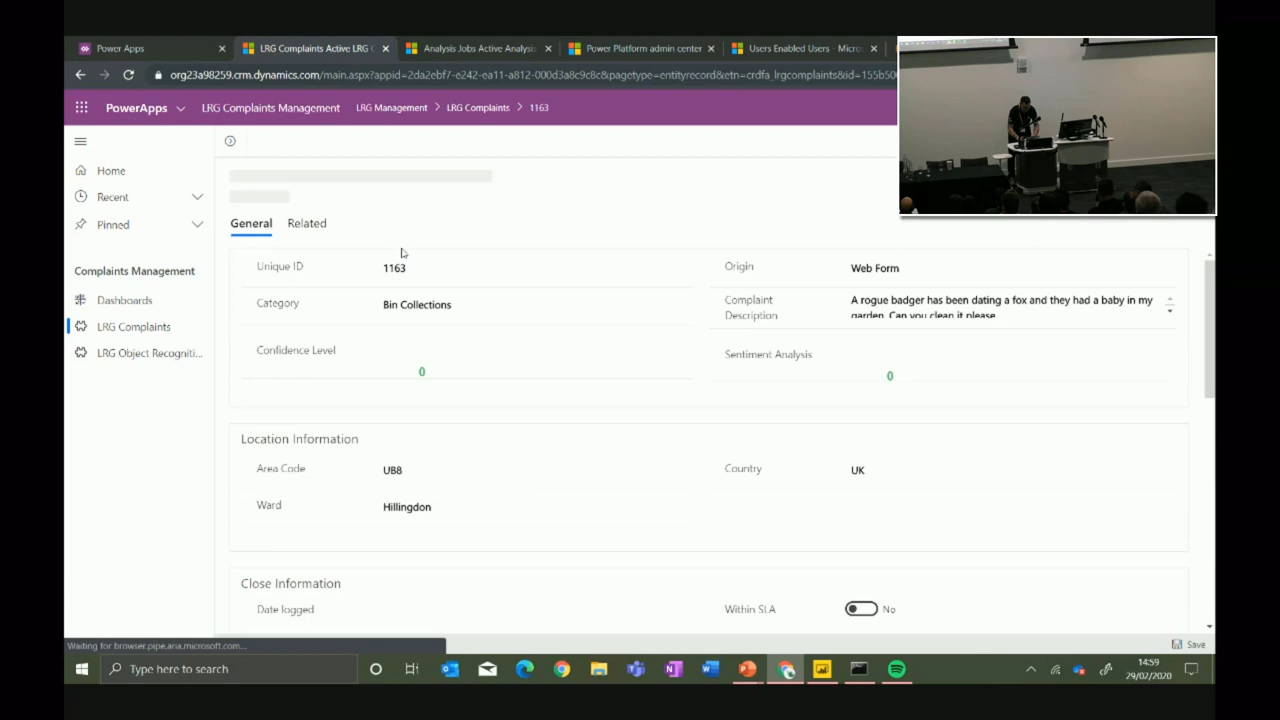 Power Apps
LRG Complaints Active LRG C
Analysis Jobs Active Analysis
Power Platform admin center
Users Enabled Users - Micros
org23a98259.crm.dynamics.com/main.aspx?appid=2da2ebf7-e242-ea11-a812-000d3a8c9c8c&pagetype=entityrecord&etn=crdfa_lrgcomplaints&id=155b50
PowerApps
LRG Complaints Management
LRG Management > LRG Complaints > 1163
Home
Recent
Pinned
Complaints Management
Dashboards
LRG Complaints
LRG Object Recogniti...
General
Related
Unique ID
1163
Origin
Web Form
Category
Bin Collections
Complaint
Description
A rogue badger has been dating a fox and they had a baby in my
garden. Can you clean it please
Confidence Level
0
Sentiment Analysis
0
Location Information
Area Code
UB8
Country
UK
Ward
Hillingdon
Close Information
Date logged
Within SLA
No
Waiting for browser.pipe.aria.microsoft.com...
Save
Type here to search
14:59
29/02/2020